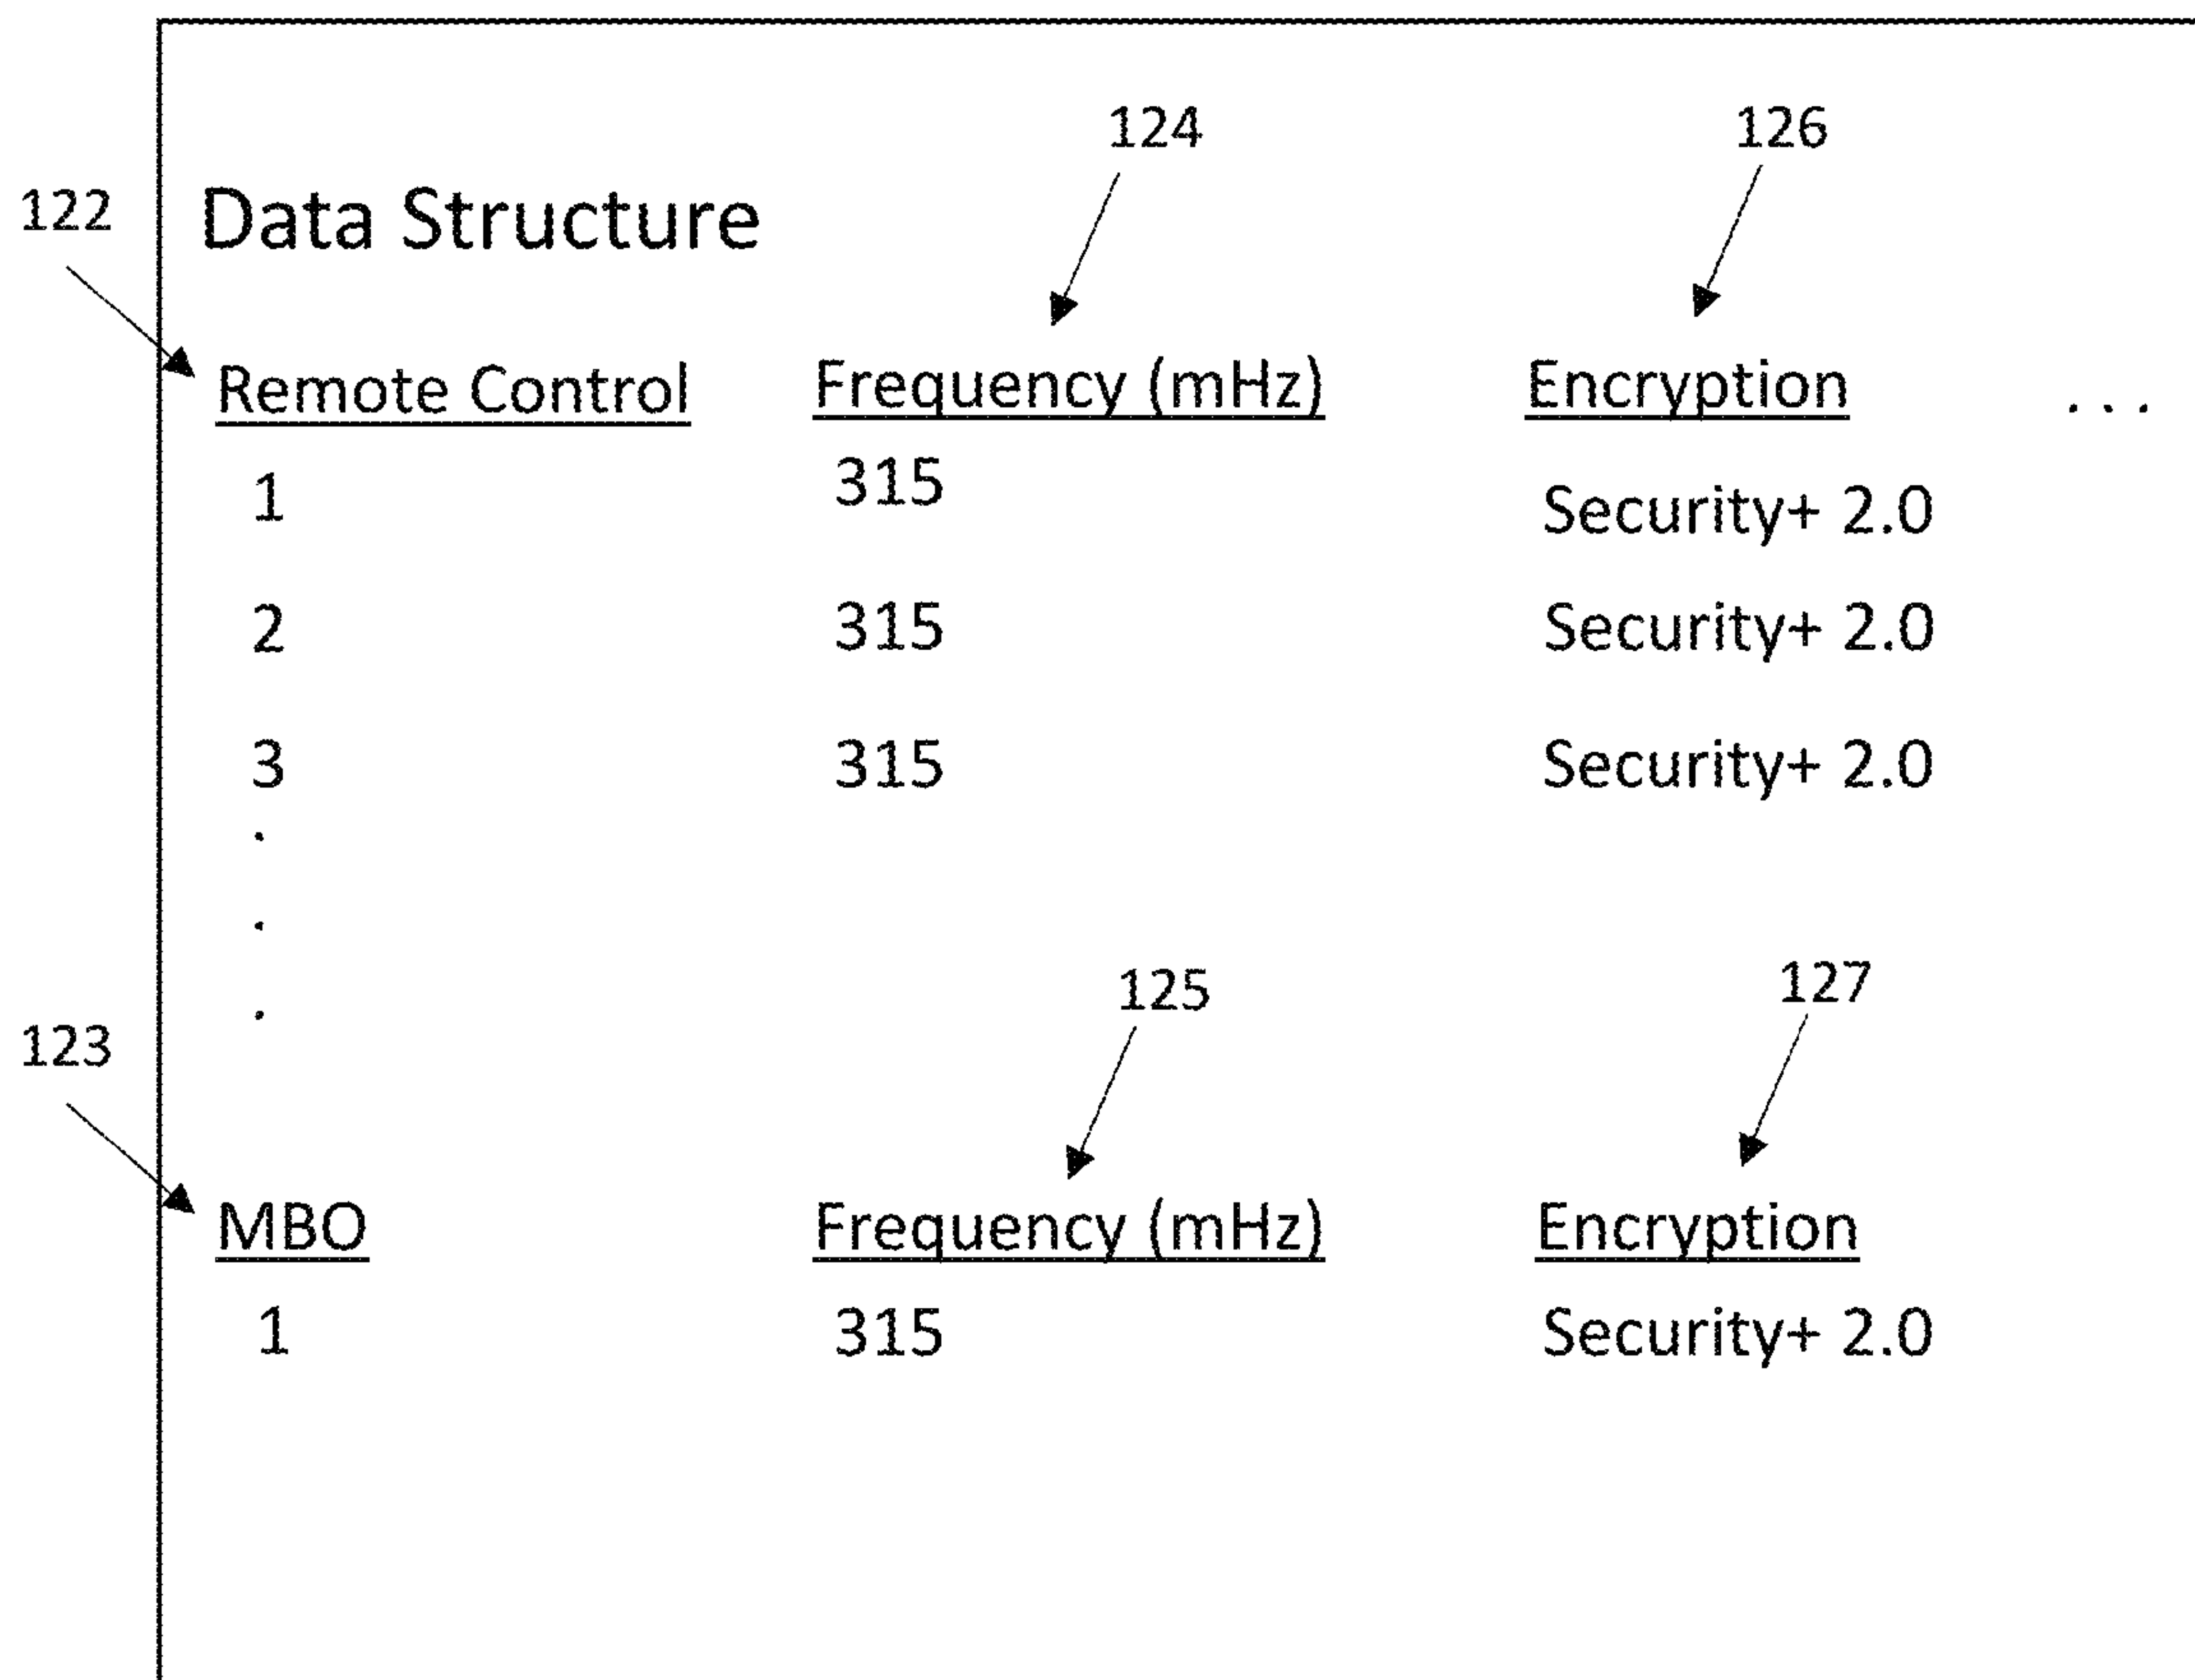 124 126
122 Data Structure
Remote Control Frequency (mHz) Encryption . . .
1 315 Security+ 2.0
2 315 Security+ 2.0
3 315 Security+ 2.0
.
.
.
125 127
123
MBO Frequency (mHz) Encryption
1 315 Security+ 2.0